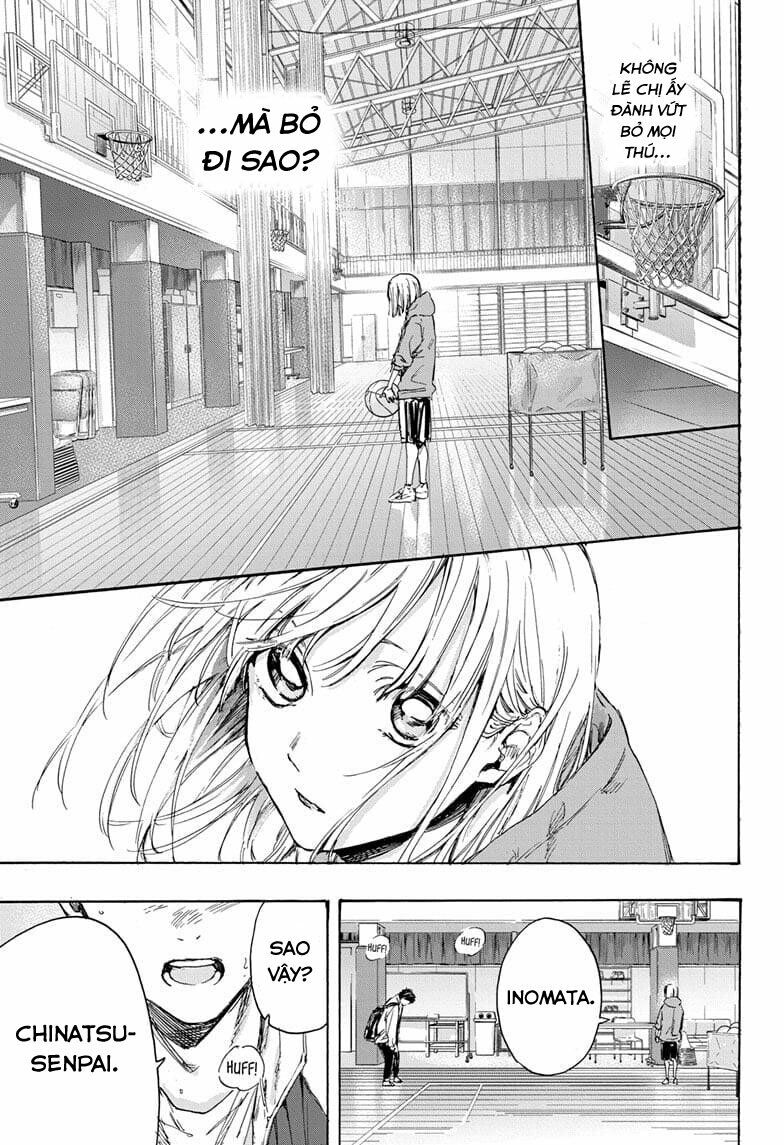 KHÔNG
LẼ CHỊ ẤY
ĐÀNH VỨT
BỎ MỌI
THÚ...
...MÀ BỎ
ĐI SAO?
HUFF!
HUFF!
INOMATA.
SAO
VẬY?
HUFF!
CHINATSU-
SENPAI.